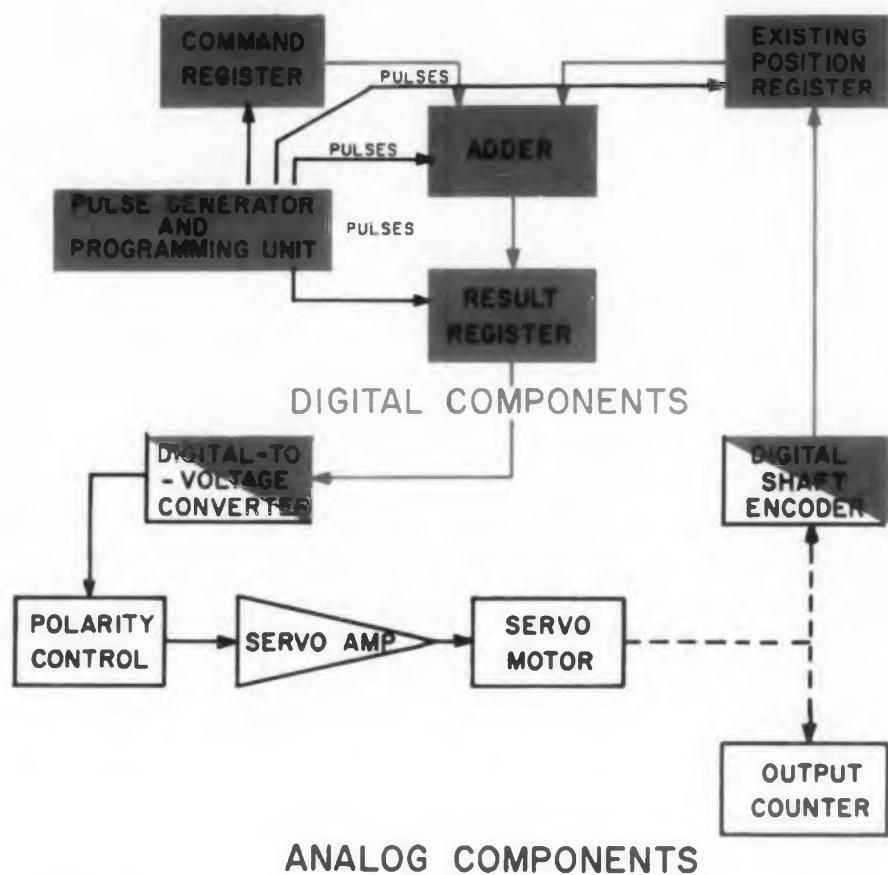 COMMAND
REGISTER
EXISTING
POSITION
REGISTER
PULSES
PULSES
ADDER
PULSE GENERATOR
AND
PROGRAMMING UNIT
PULSES
RESULT
REGISTER
DIGITAL COMPONENTS
DIGITAL-TO
-VOLTAGE
CONVERTER
DIGITAL
SHAFT
ENCODER
POLARITY
CONTROL
SERVO AMP
SERVO
MOTOR
OUTPUT
COUNTER
ANALOG COMPONENTS